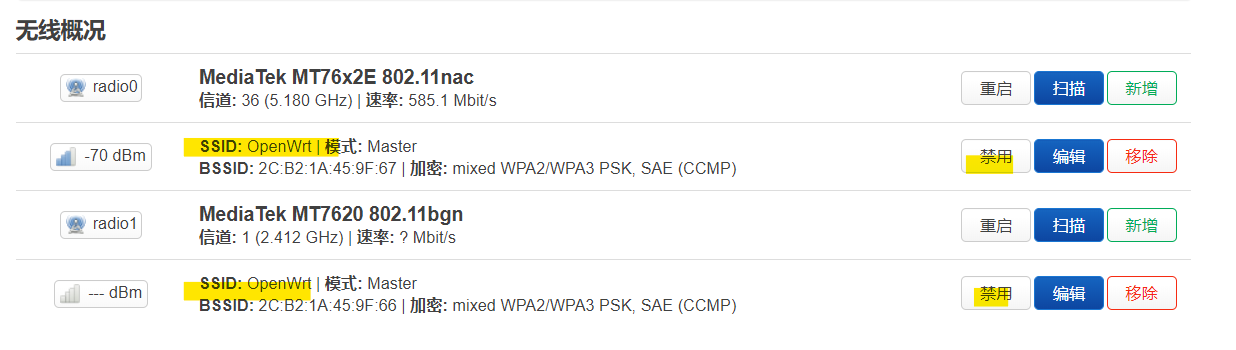 无线概况
radio0
MediaTek MT76x2E 802.11nac
信道: 36 (5.180 GHz) | 速率: 585.1 Mbit/s
重启 扫描 新增
-70 dBm
SSID: OpenWrt | 模式: Master
BSSID: 2C:B2:1A:45:9F:67 | 加密: mixed WPA2/WPA3 PSK, SAE (CCMP)
禁用 编辑 移除
radio1
MediaTek MT7620 802.11bgn
信道: 1 (2.412 GHz) | 速率: ? Mbit/s
重启 扫描 新增
--- dBm
SSID: OpenWrt | 模式: Master
BSSID: 2C:B2:1A:45:9F:66 | 加密: mixed WPA2/WPA3 PSK, SAE (CCMP)
禁用 编辑 移除